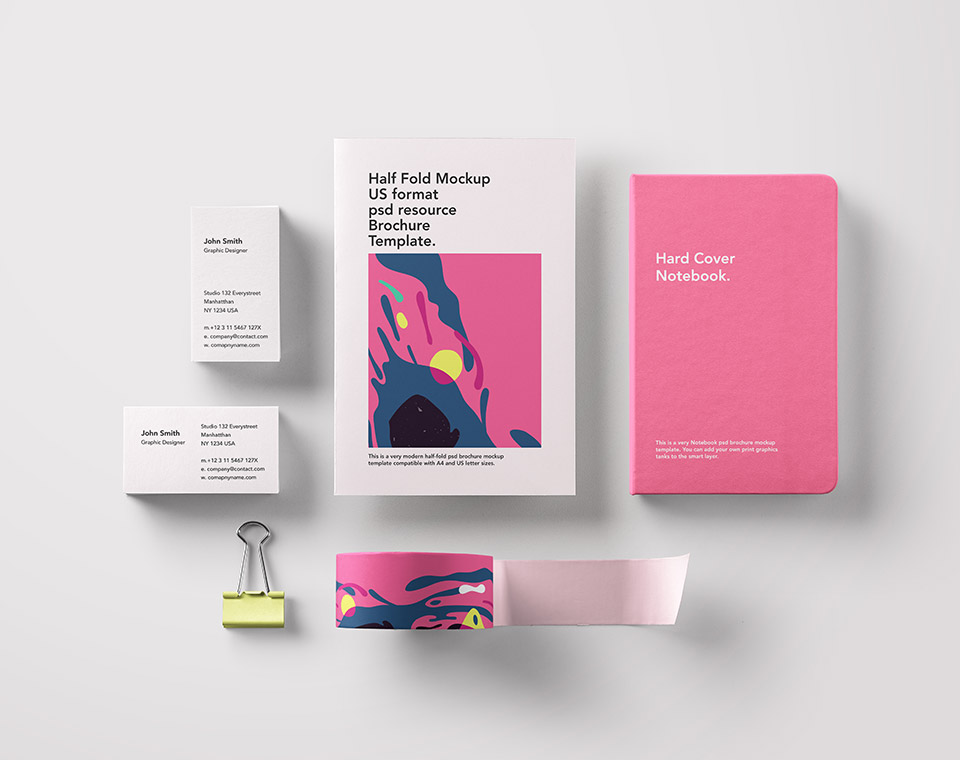 John Smith
Graphic Designer
Studio 132 Everystreet
Manhatthan
NY 1234 USA
m.+12 3 11 5467 127X
e. company@contact.com
w. comapnyname.com
John Smith
Graphic Designer
Studio 132 Everystreet
Manhatthan
NY 1234 USA
m.+12 3 11 5467 127X
e. company@contact.com
w. comapnyname.com
Half Fold Mockup
US format
psd resource
Brochure
Template.
This is a very modern half-fold psd brochure mockup
template compatible with A4 and US letter sizes.
Hard Cover
Notebook.
This is a very Notebook psd brochure mockup
template. You can add your own print graphics
tanks to the smart layer.